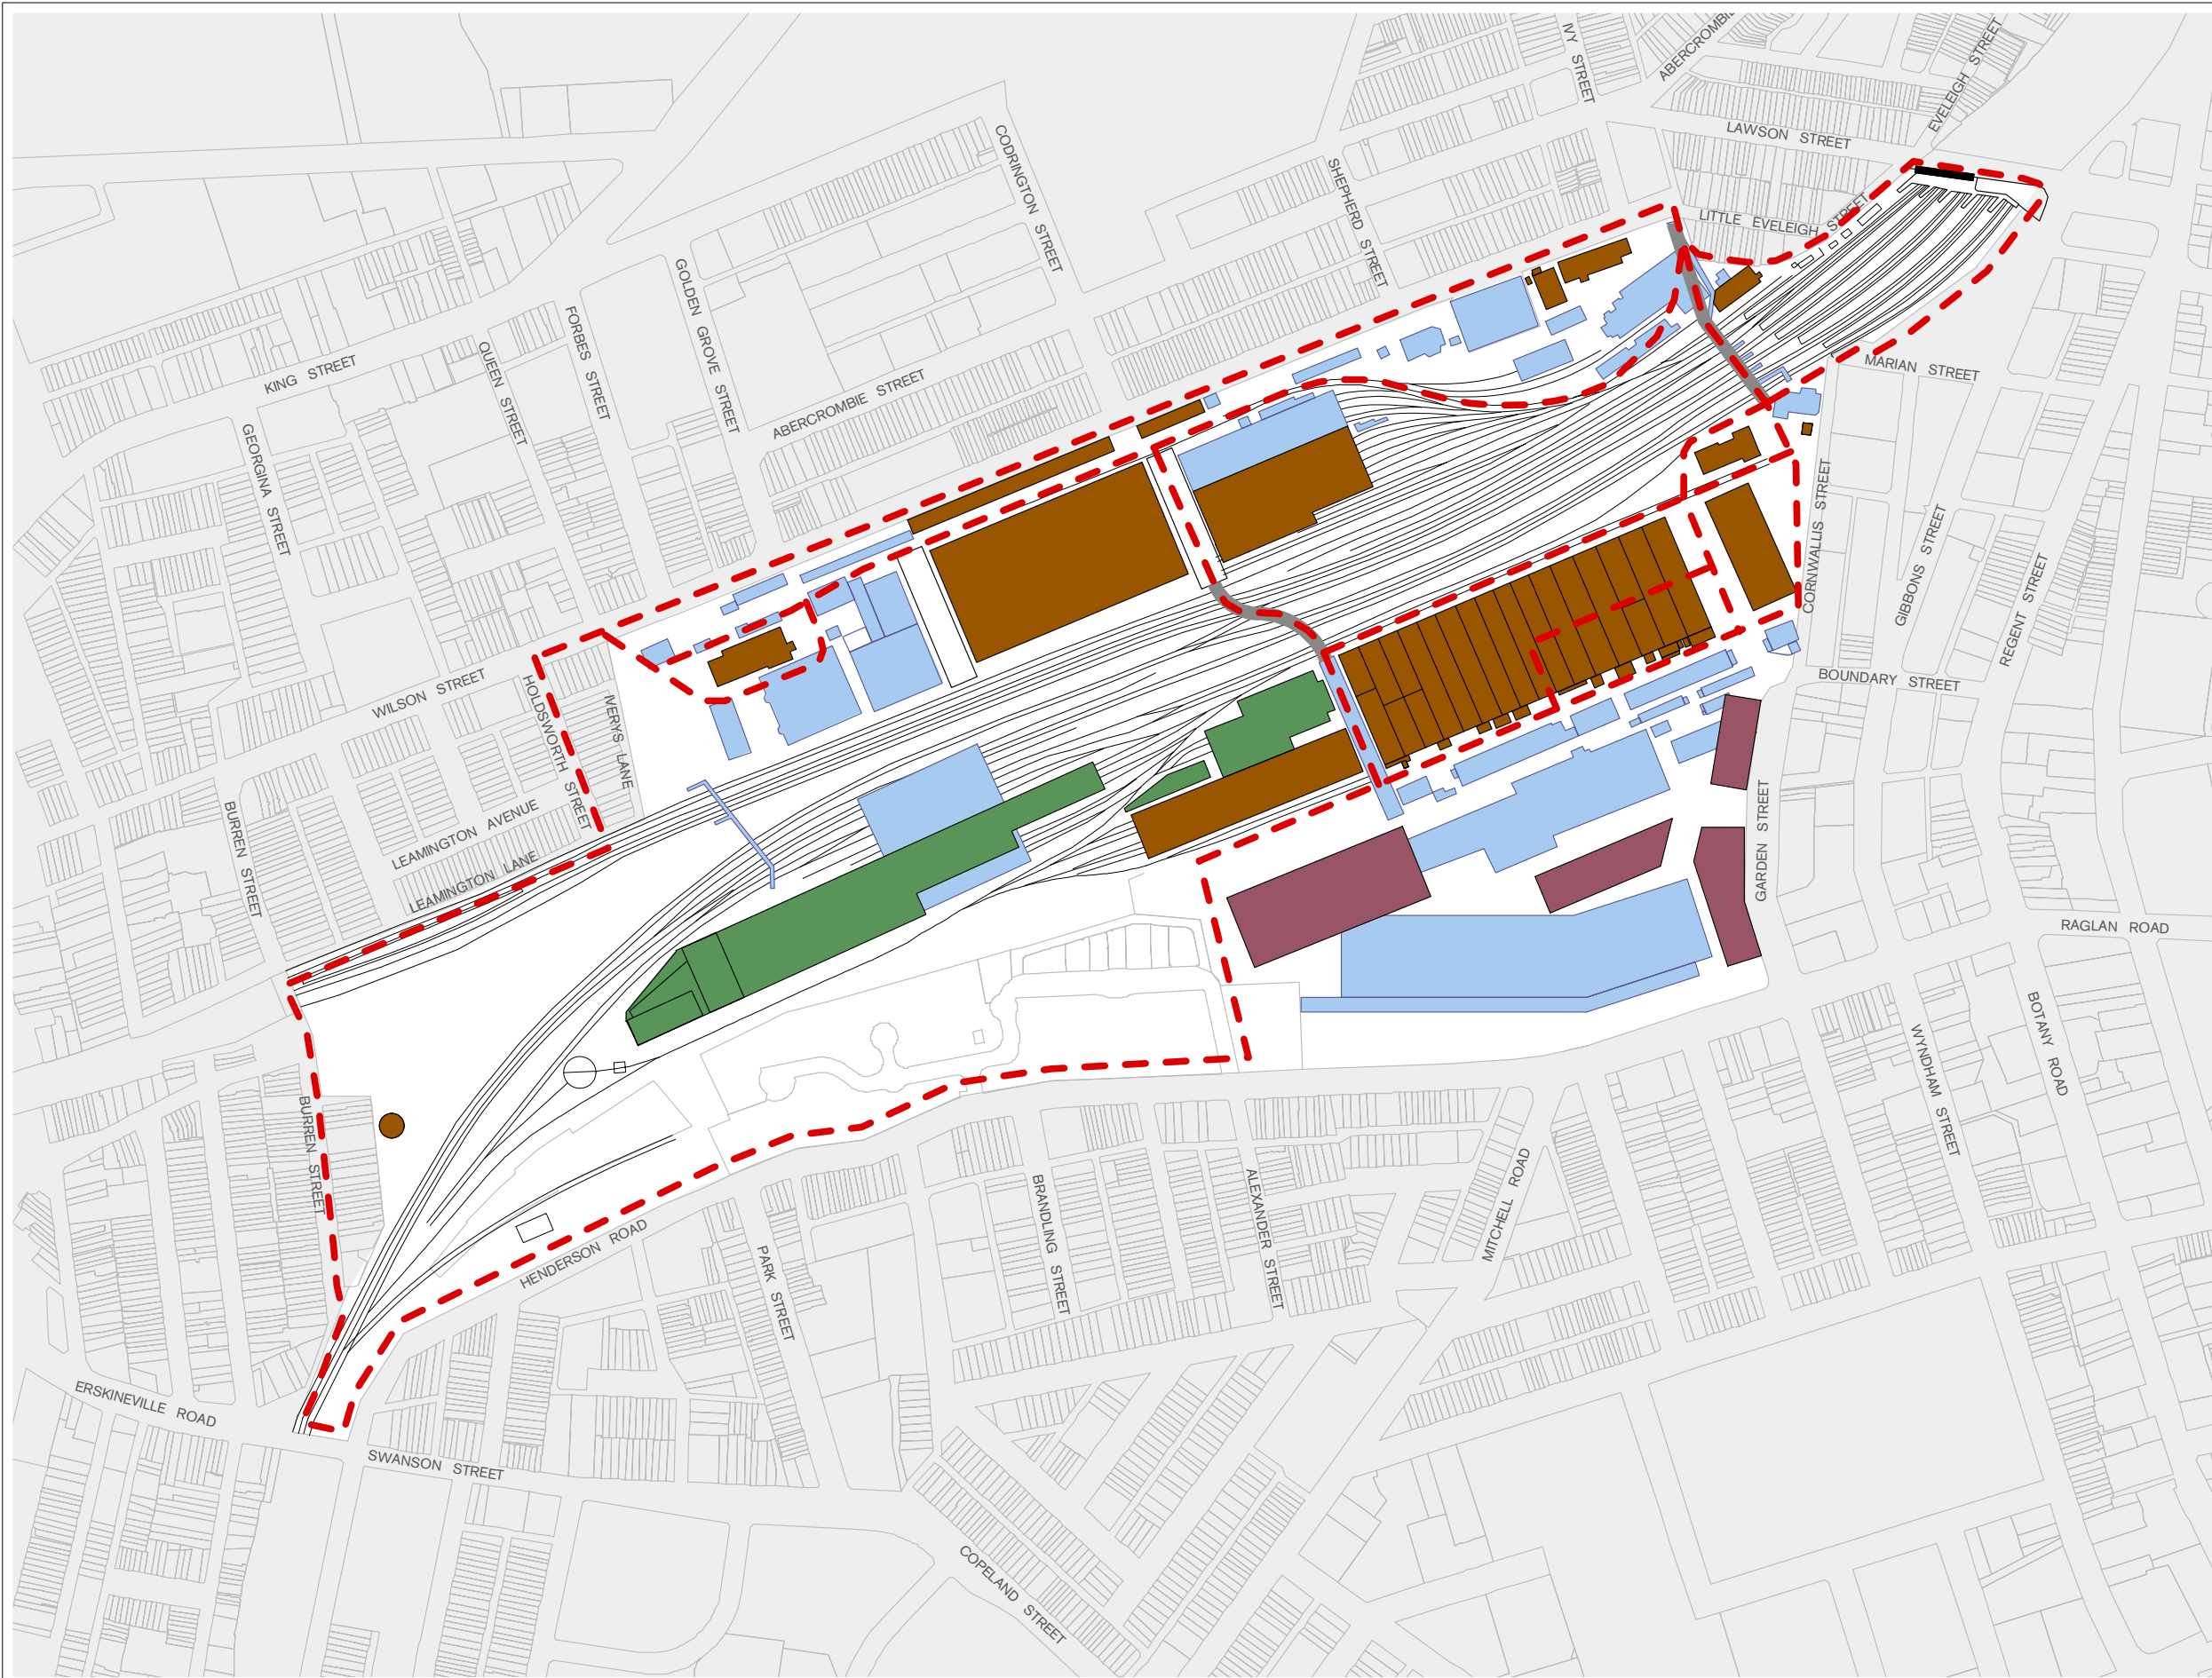 IVY STREET
ABERCROMBIE
EVELEIGH STREET
LAWSON STREET
CODRINGTON STREET
SHEPHERD STREET
LITTLE EVELEIGH STREET
GOLDEN GROVE STREET
FORBES STREET
QUEEN STREET
KING STREET
MARIAN STREET
ABERCROMBIE STREET
GEORGINA STREET
CORNWALLIS STREET
GIBBONS STREET
REGENT STREET
BOUNDARY STREET
WILSON STREET
HOLDSWORTH STREET
IVERYS LANE
BURREN STREET
LEAMINGTON AVENUE
LEAMINGTON LANE
GARDEN STREET
RAGLAN ROAD
BOTANY ROAD
WYNDHAM STREET
BURREN STREET
HENDERSON ROAD
PARK STREET
BRANDLING STREET
ALEXANDER STREET
MITCHELL ROAD
ERSKINEVILLE ROAD
SWANSON STREET
COPELAND STREET